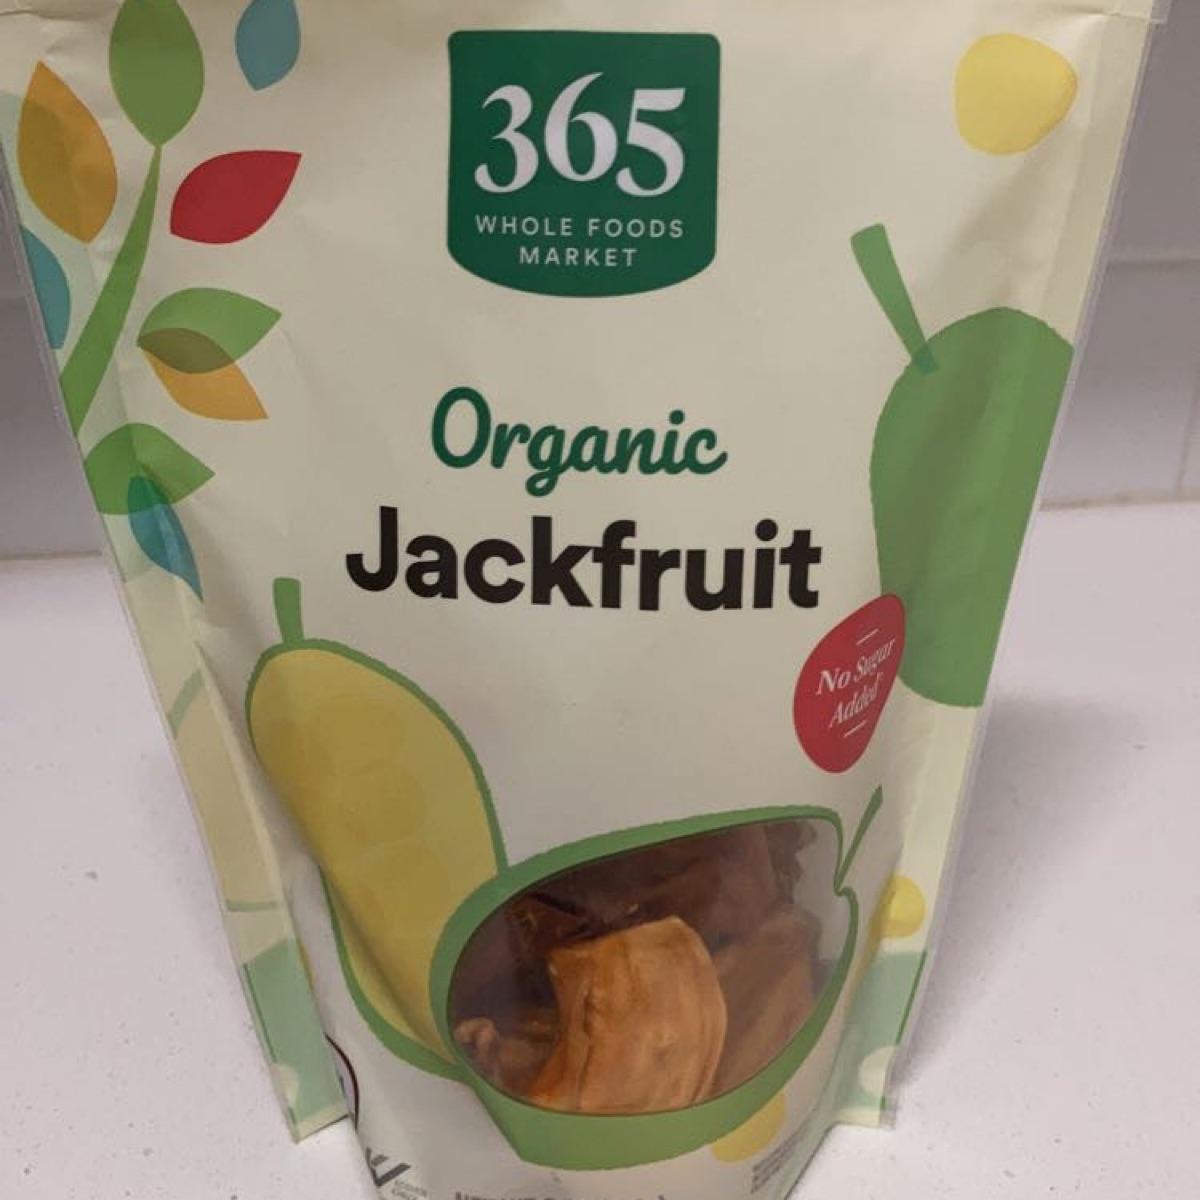 365
WHOLE FOODS
MARKET
Organic
Jackfruit
No Sugar
Added